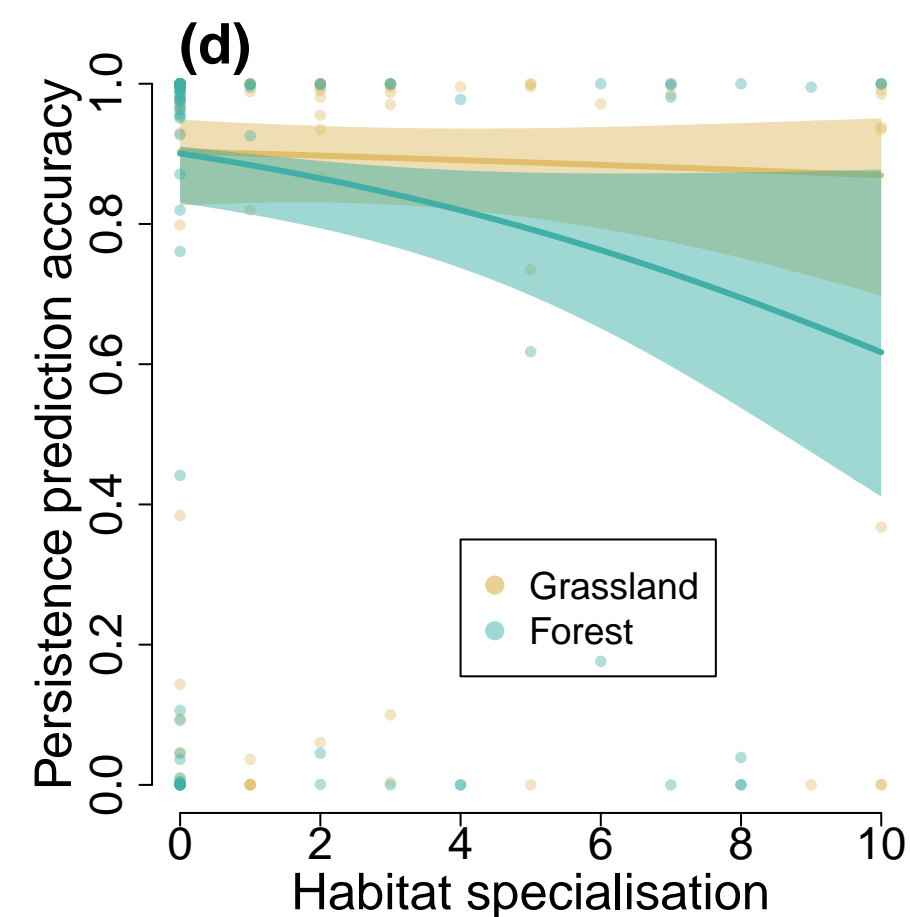 (d)
Persistence prediction accuracy
1.0
0.8
0.6
0.4
0.2
0.0
Grassland
Forest
0 2 4 6 8 10
Habitat specialisation